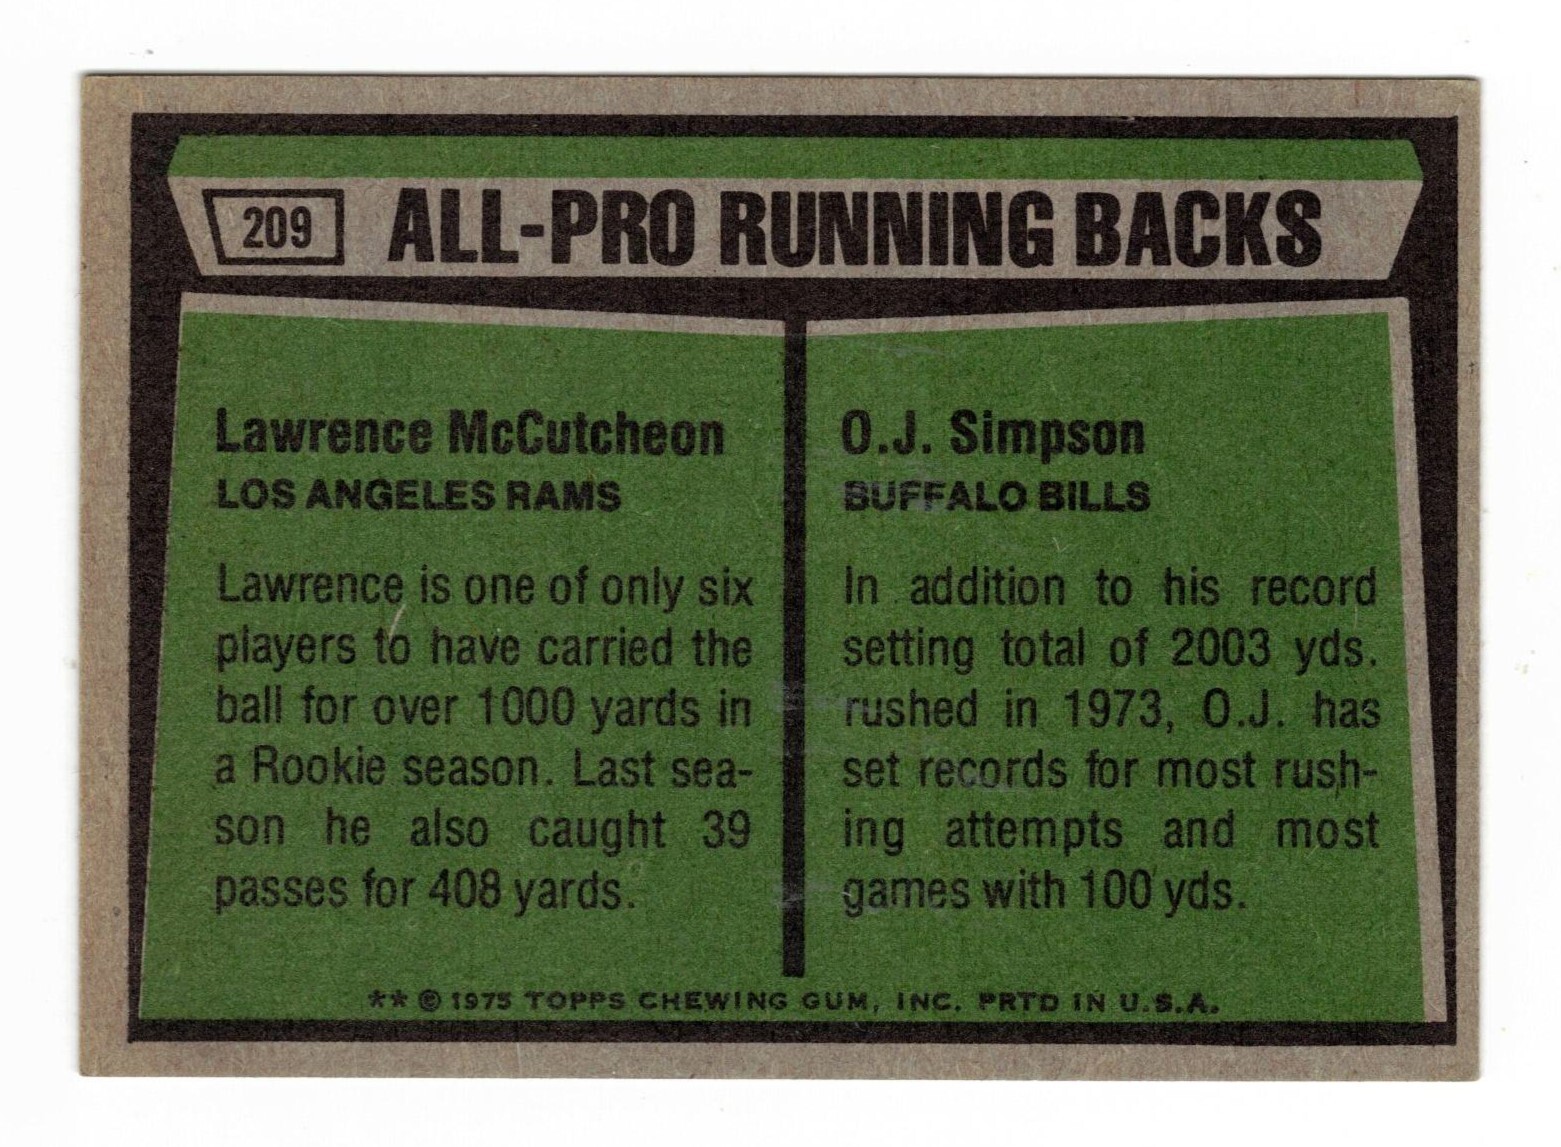 209 ALL-PRO RUNNING BACKS
Lawrence McCutcheon
LOS ANGELES RAMS
Lawrence is one of only six
players to have carried the
ball for over 1000 yards in
a Rookie season. Last sea-
son he also caught 39
passes for 408 yards.
O.J. Simpson
BUFFALO BILLS
In addition to his record
setting total of 2003 yds.
rushed in 1973, O.J. has
set records for most rush-
ing attempts and most
games with 100 yds.
** © 1975 TOPPS CHEWING GUM, INC. PRTD IN U.S.A.